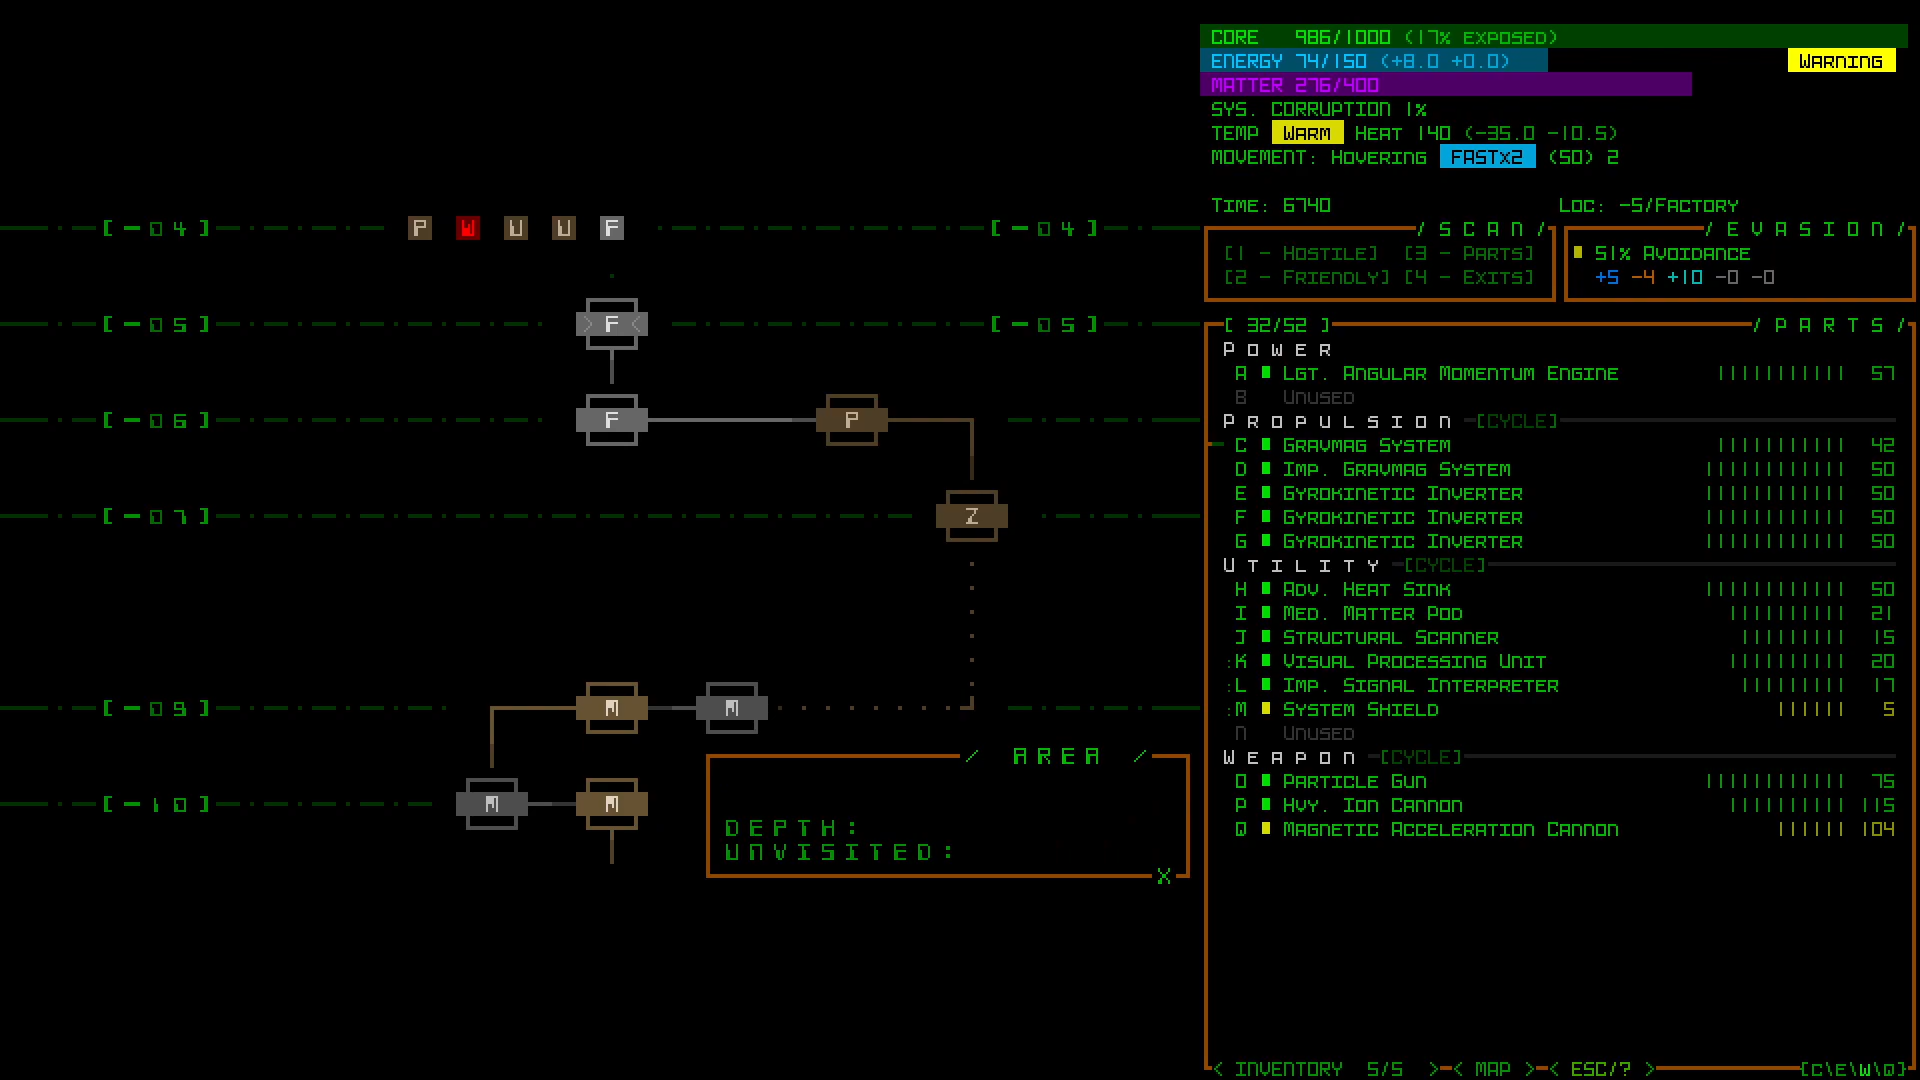 CORE 986/1000 (17% EXPOSED)
ENERGY 74/150 (+8.0 +0.0) WARNING
MATTER 276/400
SYS. CORRUPTION 1%
TEMP WARM HEAT 140 (-35.0 -10.5)
MOVEMENT: HOVERING FASTx2 (50) 2
TIME: 6740 LOC: -5/FACTORY
/ SCAN / / EVASION /
[1 - HOSTILE] [3 - PARTS] 51% AVOIDANCE
[2 - FRIENDLY] [4 - EXITS] +5 -4 +10 -0 -0
[ 32/52 ] / PARTS /
POWER
A LGT. ANGULAR MOMENTUM ENGINE 57
B UNUSED
PROPULSION [CYCLE]
C GRAVMAG SYSTEM 42
D IMP. GRAVMAG SYSTEM 50
E GYROKINETIC INVERTER 50
F GYROKINETIC INVERTER 50
G GYROKINETIC INVERTER 50
UTILITY [CYCLE]
H ADV. HEAT SINK 50
I MED. MATTER POD 21
J STRUCTURAL SCANNER 15
:K VISUAL PROCESSING UNIT 20
:L IMP. SIGNAL INTERPRETER 17
:M SYSTEM SHIELD 5
N UNUSED
WEAPON [CYCLE]
O PARTICLE GUN 75
P HVY. ION CANNON 115
Q MAGNETIC ACCELERATION CANNON 104
< INVENTORY 5/5 > < MAP > < ESC/? > [C\E\W\Q]
[-04] P W U U F [-04]
[-05] > F < [-05]
[-06] F P
[-07] Z
[-09] M M
[-10] M M
/ AREA /
DEPTH:
UNVISITED:
X